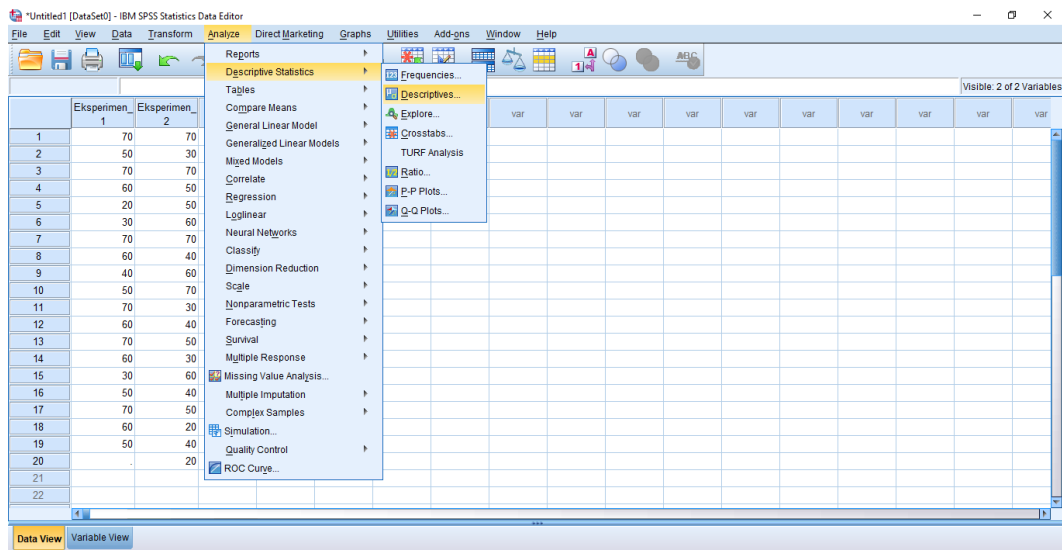 *Untitled1 [DataSet0] - IBM SPSS Statistics Data Editor
File Edit View Data Transform Analyze Direct Marketing Graphs Utilities Add-ons Window Help
Visible: 2 of 2 Variables
Reports
Descriptive Statistics
Tables
Compare Means
General Linear Model
Generalized Linear Models
Mixed Models
Correlate
Regression
Loglinear
Neural Networks
Classify
Dimension Reduction
Scale
Nonparametric Tests
Forecasting
Survival
Multiple Response
Missing Value Analysis...
Multiple Imputation
Complex Samples
Simulation...
Quality Control
ROC Curve...
Frequencies...
Descriptives...
Explore...
Crosstabs...
TURF Analysis
Ratio...
P-P Plots...
Q-Q Plots...
Eksperimen_1 Eksperimen_2 var var var var var var var var
1 70 70
2 50 30
3 70 70
4 60 50
5 20 50
6 30 60
7 70 70
8 60 40
9 40 60
10 50 70
11 70 30
12 60 40
13 70 50
14 60 30
15 30 60
16 50 40
17 70 50
18 60 20
19 50 40
20 . 20
21
22
Data View Variable View